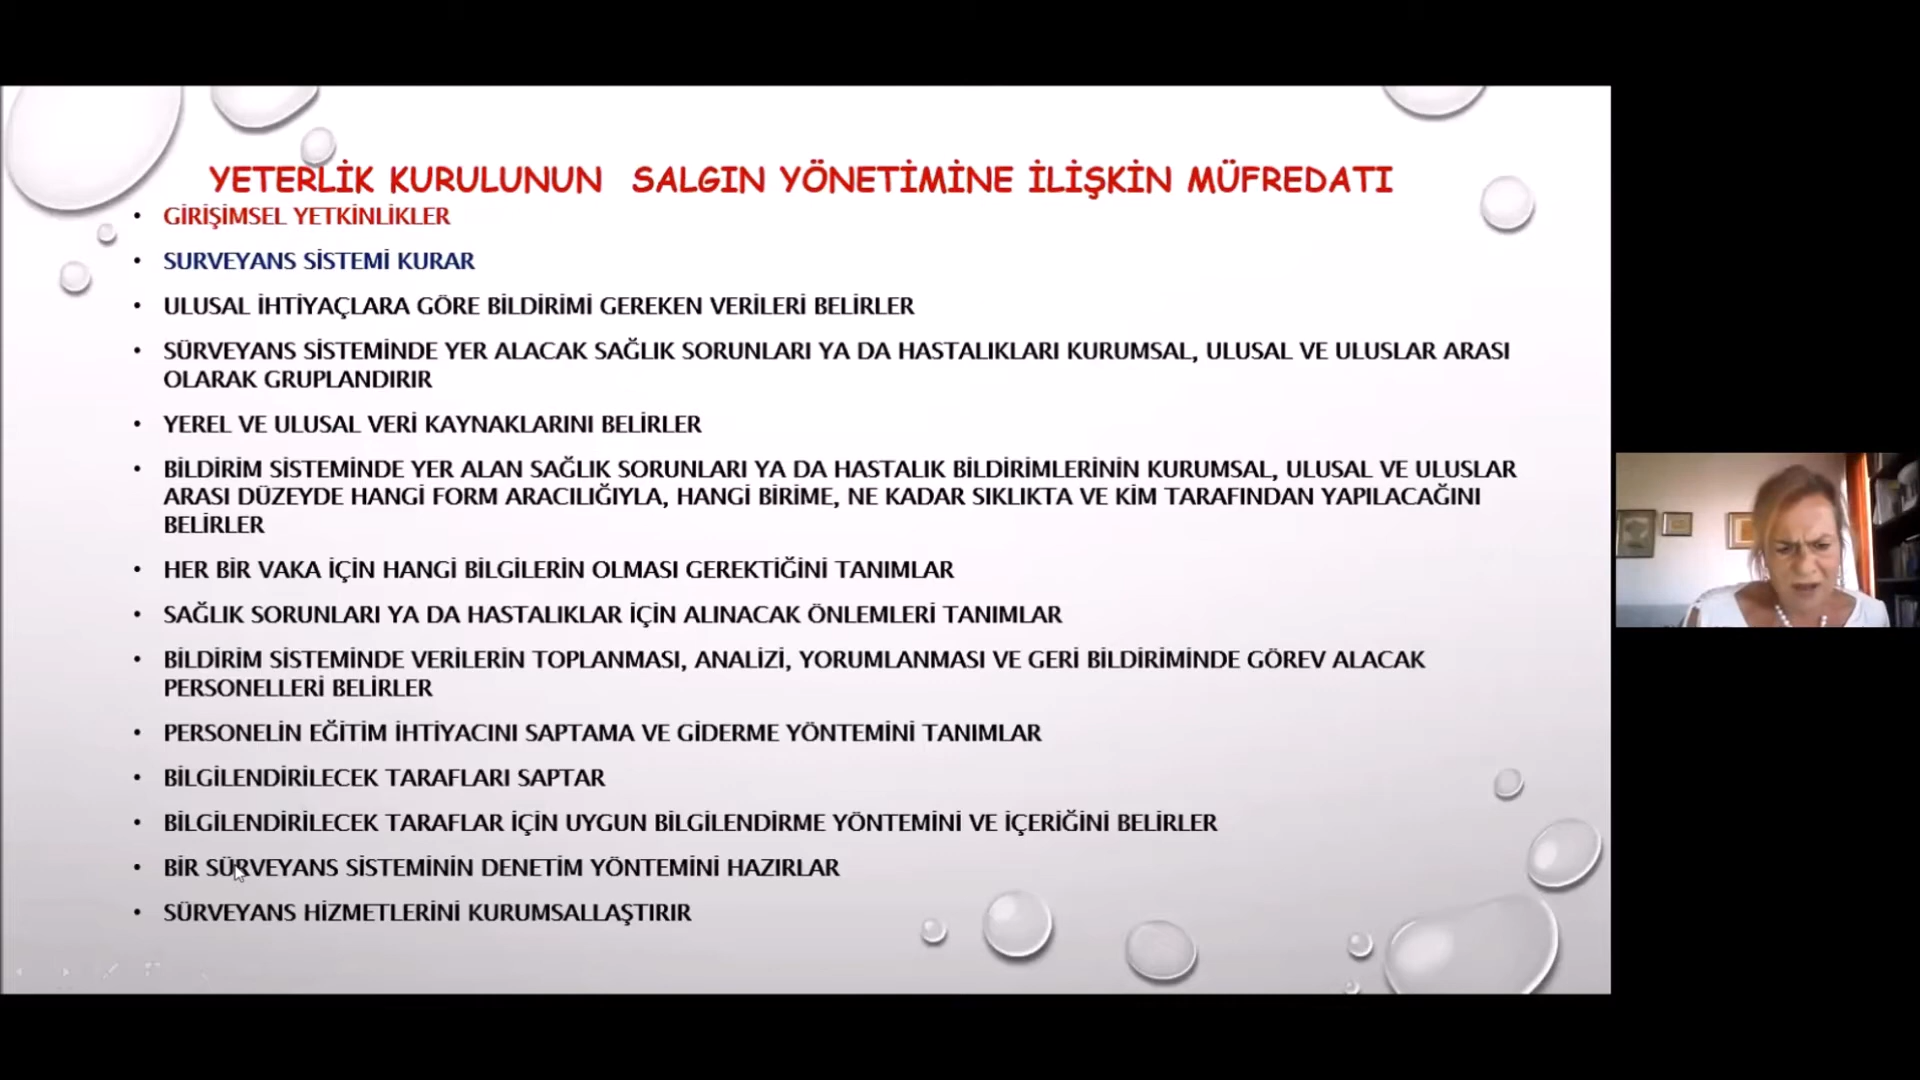 YETERLİK KURULUNUN SALGIN YÖNETİMİNE İLİŞKİN MÜFREDATI
• GİRİŞİMSEL YETKİNLİKLER
• SURVEYANS SİSTEMİ KURAR
• ULUSAL İHTİYAÇLARA GÖRE BİLDİRİMİ GEREKEN VERİLERİ BELİRLER
• SÜRVEYANS SİSTEMİNDE YER ALACAK SAĞLIK SORUNLARI YA DA HASTALIKLARI KURUMSAL, ULUSAL VE ULUSLAR ARASI
OLARAK GRUPLANDIRIR
• YEREL VE ULUSAL VERİ KAYNAKLARINI BELİRLER
• BİLDİRİM SİSTEMİNDE YER ALAN SAĞLIK SORUNLARI YA DA HASTALIK BİLDİRİMLERİNİN KURUMSAL, ULUSAL VE ULUSLAR
ARASI DÜZEYDE HANGİ FORM ARACILIĞIYLA, HANGİ BİRİME, NE KADAR SIKLIKTA VE KİM TARAFINDAN YAPILACAĞINI
BELİRLER
• HER BİR VAKA İÇİN HANGİ BİLGİLERİN OLMASI GEREKTİĞİNİ TANIMLAR
• SAĞLIK SORUNLARI YA DA HASTALIKLAR İÇİN ALINACAK ÖNLEMLERİ TANIMLAR
• BİLDİRİM SİSTEMİNDE VERİLERİN TOPLANMASI, ANALİZİ, YORUMLANMASI VE GERİ BİLDİRİMİNDE GÖREV ALACAK
PERSONELLERİ BELİRLER
• PERSONELİN EĞİTİM İHTİYACINI SAPTAMA VE GİDERME YÖNTEMİNİ TANIMLAR
• BİLGİLENDİRİLECEK TARAFLARI SAPTAR
• BİLGİLENDİRİLECEK TARAFLAR İÇİN UYGUN BİLGİLENDİRME YÖNTEMİNİ VE İÇERİĞİNİ BELİRLER
• BİR SÜRVEYANS SİSTEMİNİN DENETİM YÖNTEMİNİ HAZIRLAR
• SÜRVEYANS HİZMETLERİNİ KURUMSALLAŞTIRIR